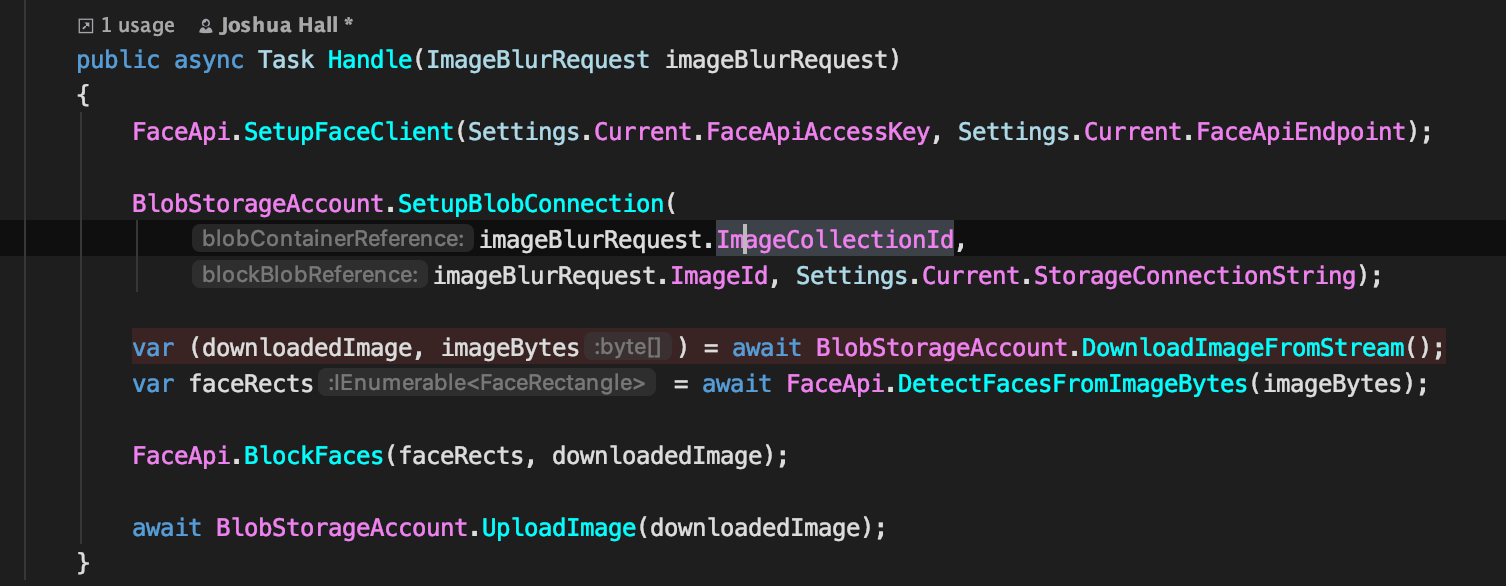 1 usage Joshua Hall *
public async Task Handle(ImageBlurRequest imageBlurRequest)
{
FaceApi.SetupFaceClient(Settings.Current.FaceApiAccessKey, Settings.Current.FaceApiEndpoint);
BlobStorageAccount.SetupBlobConnection(
blobContainerReference: imageBlurRequest.ImageCollectionId,
blockBlobReference: imageBlurRequest.ImageId, Settings.Current.StorageConnectionString);
var (downloadedImage, imageBytes :byte[] ) = await BlobStorageAccount.DownloadImageFromStream();
var faceRects :IEnumerable<FaceRectangle> = await FaceApi.DetectFacesFromImageBytes(imageBytes);
FaceApi.BlockFaces(faceRects, downloadedImage);
await BlobStorageAccount.UploadImage(downloadedImage);
}